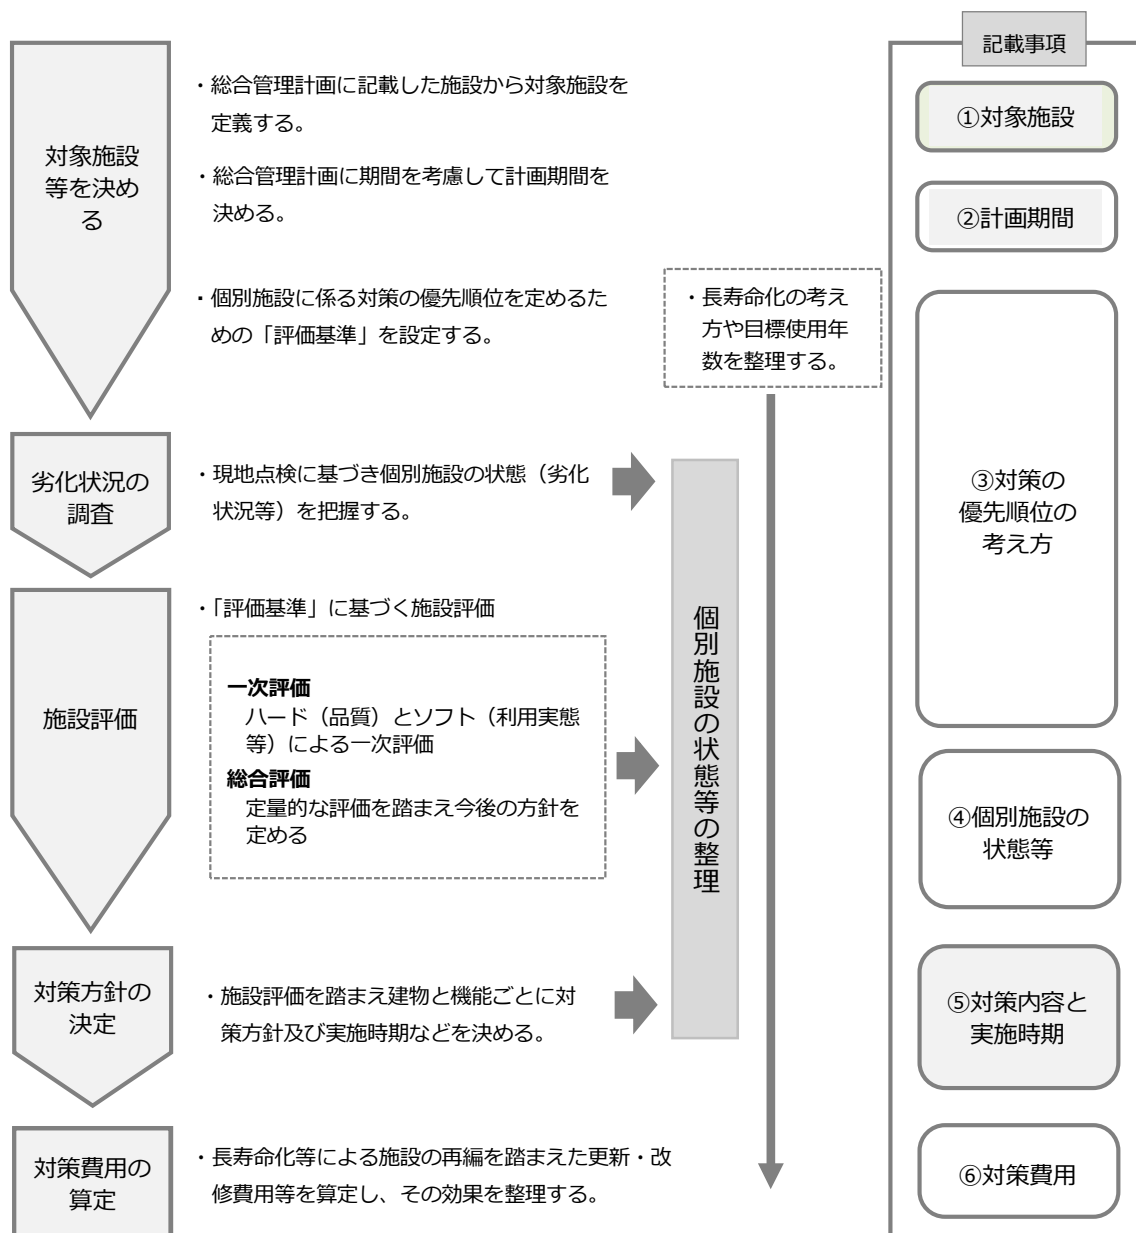 記載事項
対象施設
等を決め
る
・総合管理計画に記載した施設から対象施設を
定義する。
・総合管理計画に期間を考慮して計画期間を
決める。
・個別施設に係る対策の優先順位を定めるた
めの「評価基準」を設定する。
・長寿命化の考え
方や目標使用年
数を整理する。
劣化状況の
調査
・現地点検に基づき個別施設の状態（劣化
状況等）を把握する。
施設評価
・「評価基準」に基づく施設評価
一次評価
ハード（品質）とソフト（利用実態
等）による一次評価
総合評価
定量的な評価を踏まえ今後の方針を
定める
個別施設の状態等の整理
対策方針の
決定
・施設評価を踏まえ建物と機能ごとに対
策方針及び実施時期などを決める。
対策費用の
算定
・長寿命化等による施設の再編を踏まえた更新・改
修費用等を算定し、その効果を整理する。
①対象施設
②計画期間
③対策の
優先順位の
考え方
④個別施設の
状態等
⑤対策内容と
実施時期
⑥対策費用